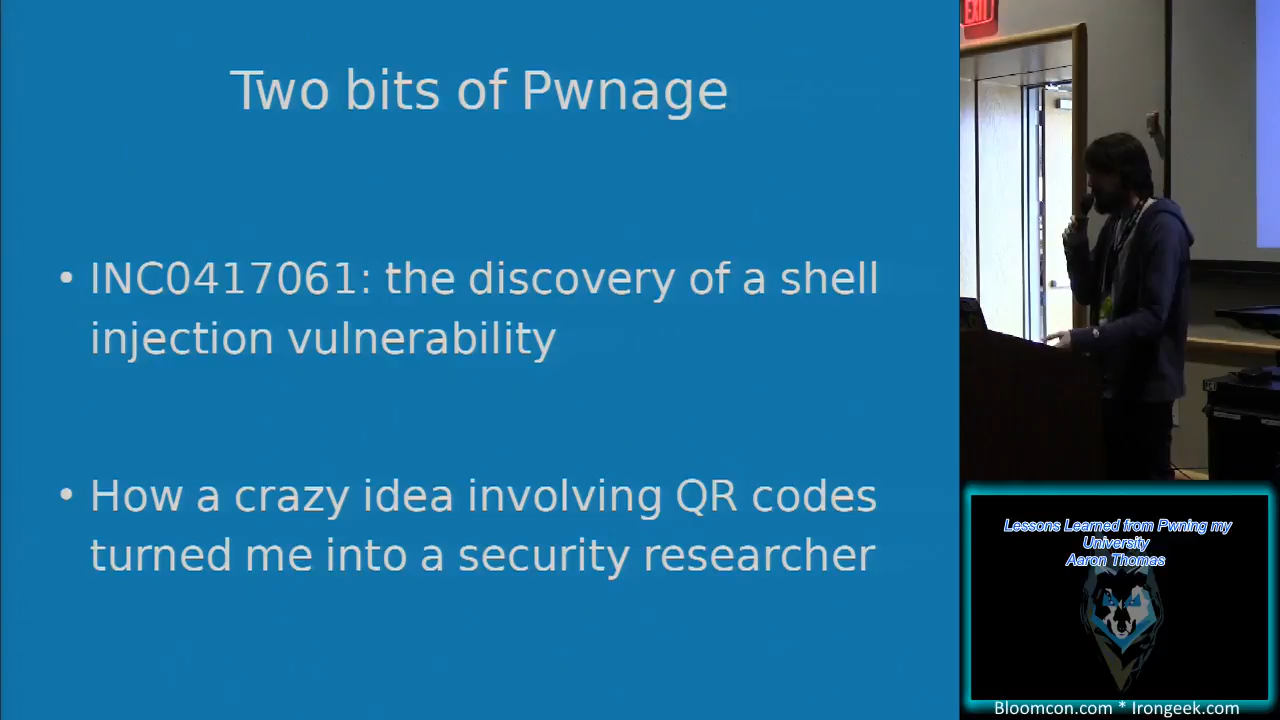 Two bits of Pwnage
• INC0417061: the discovery of a shell
injection vulnerability
• How a crazy idea involving QR codes
turned me into a security researcher
EXIT
Lessons Learned from Pwning my
University
Aaron Thomas
Bloomcon.com * Irongeek.com